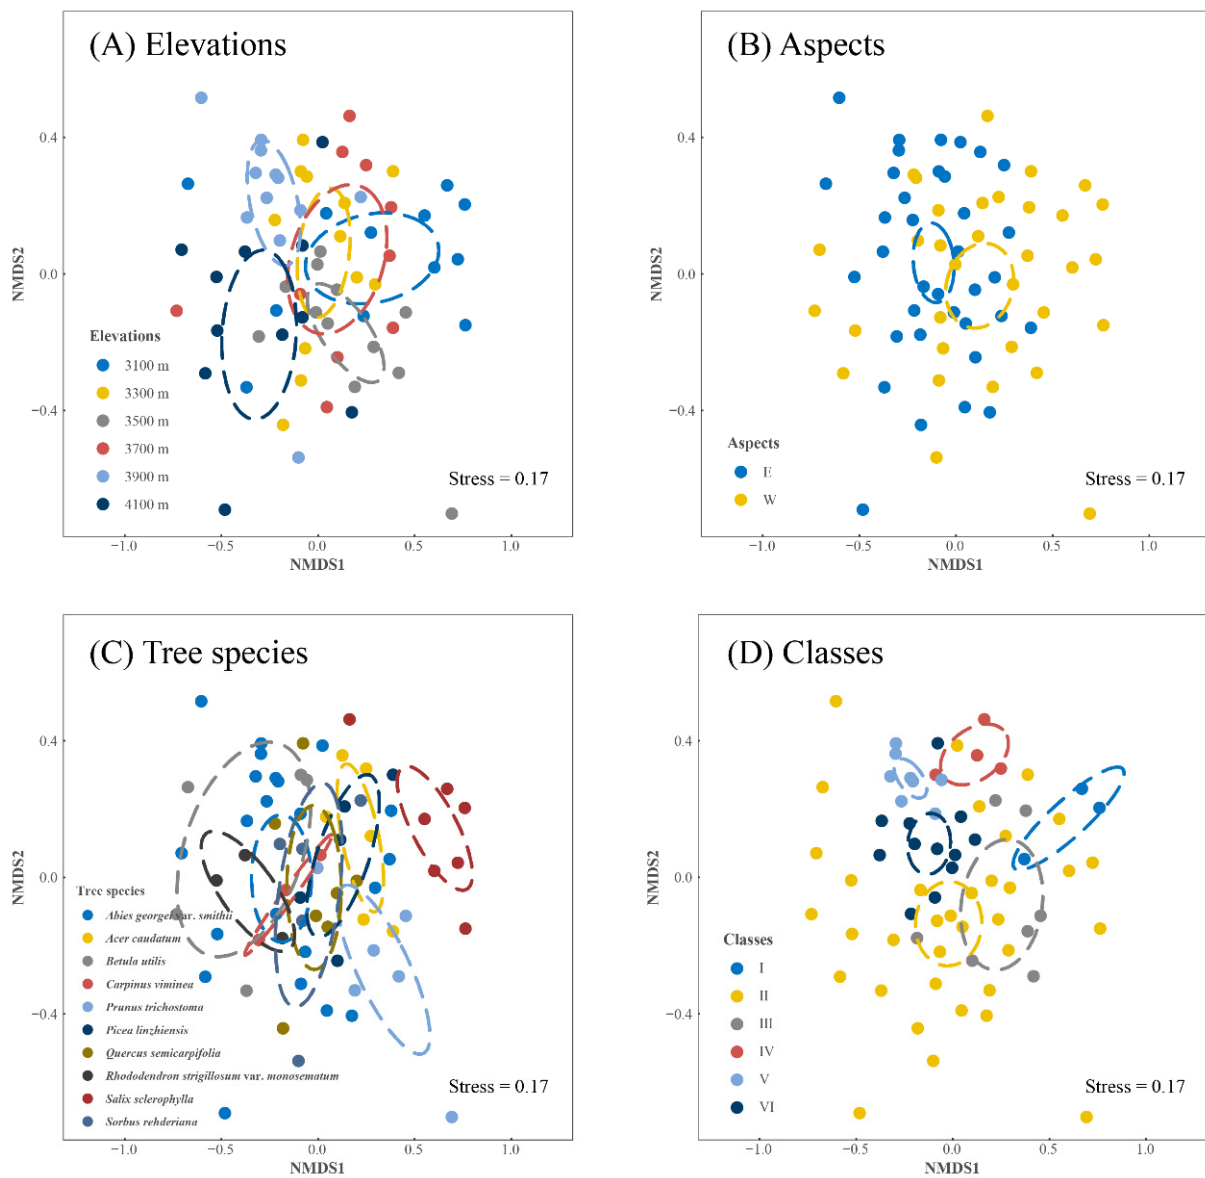 (A) Elevations
NMDS2
0.4
0.0
−0.4
Elevations
3100 m
3300 m
3500 m
3700 m
3900 m
4100 m
Stress = 0.17
−1.0 −0.5 0.0 0.5 1.0
NMDS1
(B) Aspects
NMDS2
0.4
0.0
−0.4
Aspects
E
W
Stress = 0.17
−1.0 −0.5 0.0 0.5 1.0
NMDS1
(C) Tree species
NMDS2
0.4
0.0
−0.4
Tree species
Abies georgei var. smithii
Acer caudatum
Betula utilis
Carpinus viminea
Prunus trichostoma
Picea linzhiensis
Quercus semicarpifolia
Rhododendron strigillosum var. monosematum
Salix sclerophylla
Sorbus rehderiana
Stress = 0.17
−1.0 −0.5 0.0 0.5 1.0
NMDS1
(D) Classes
NMDS2
0.4
0.0
−0.4
Classes
I
II
III
IV
V
VI
Stress = 0.17
−1.0 −0.5 0.0 0.5 1.0
NMDS1